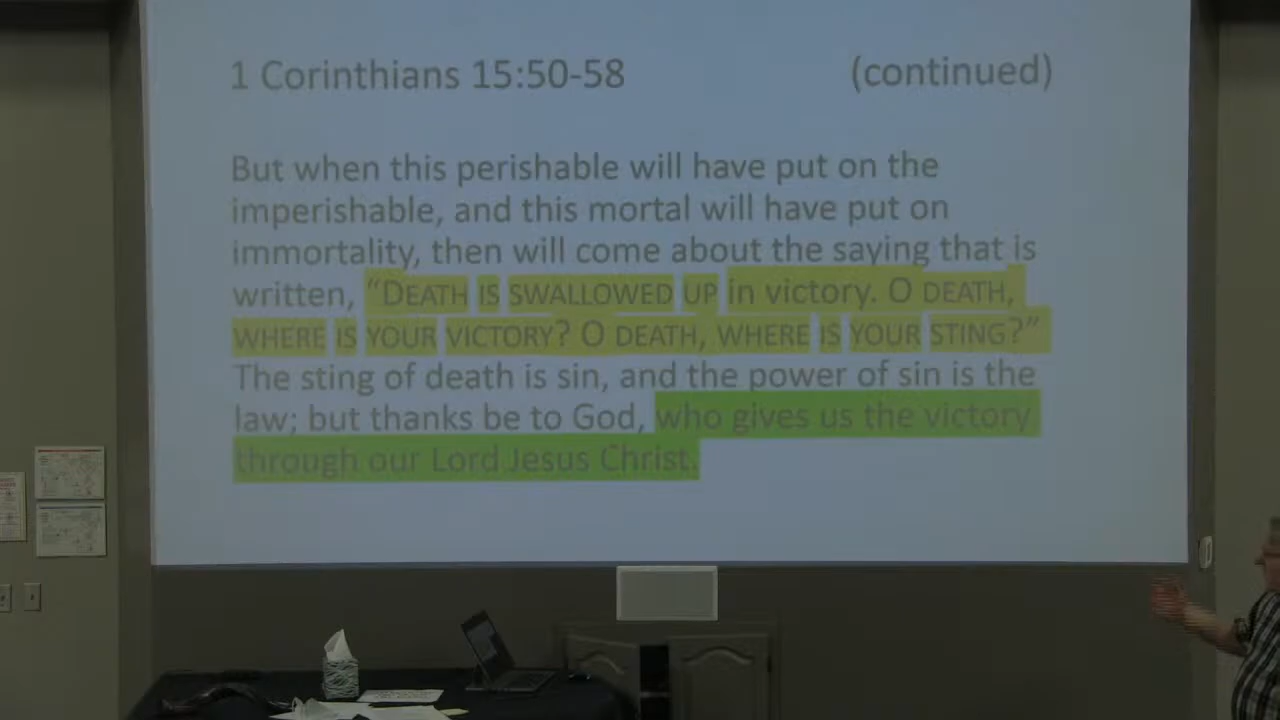 1 Corinthians 15:50-58 (continued)
But when this perishable will have put on the
imperishable, and this mortal will have put on
immortality, then will come about the saying that is
written, “DEATH IS SWALLOWED UP in victory. O DEATH,
WHERE IS YOUR VICTORY? O DEATH, WHERE IS YOUR STING?”
The sting of death is sin, and the power of sin is the
law; but thanks be to God, who gives us the victory
through our Lord Jesus Christ.